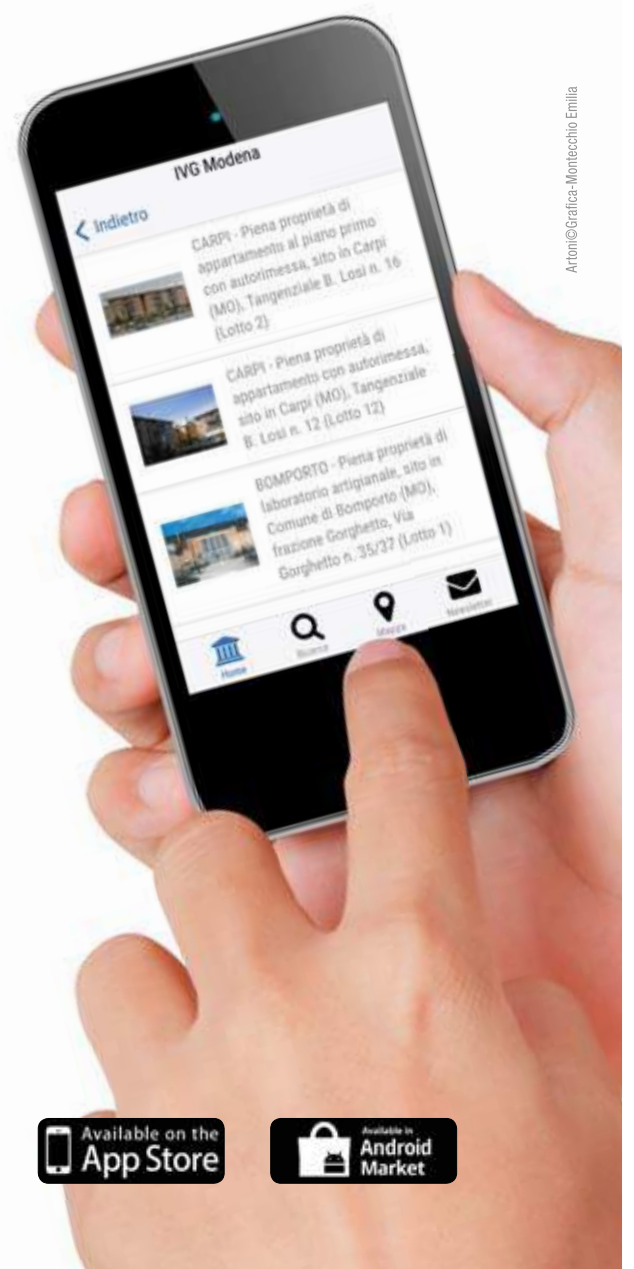 Artoni©Grafica-Montecchio Emilia
IVG Modena
Indietro
CARPI - Piena proprietà di
appartamento al piano primo
con autorimessa, sito in Carpi
(MO), Tangenziale B. Losi n. 16
(Lotto 2)
CARPI - Piena proprietà di
appartamento con autorimessa,
sito in Carpi (MO), Tangenziale
B. Losi n. 12 (Lotto 12)
BOMPORTO - Piena proprietà di
laboratorio artigianale, sito in
Comune di Bomporto (MO),
frazione Gorghetto, Via
Gorghetto n. 35/37 (Lotto 1)
Home
Mappa
Newsletter
Available on the
App Store
Available in
Android
Market